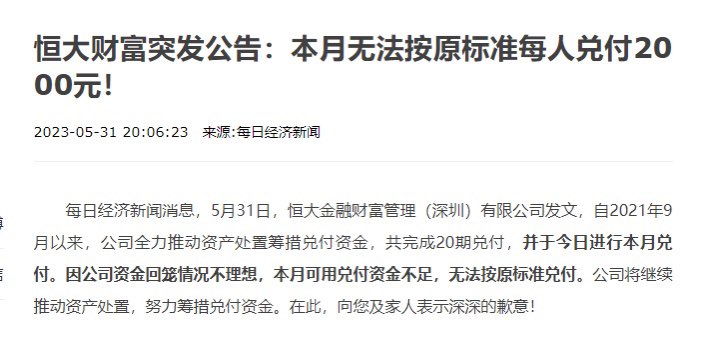 恒大财富突发公告：本月无法按原标准每人兑付20
00元！
2023-05-31 20:06:23 来源:每日经济新闻
每日经济新闻消息，5月31日，恒大金融财富管理（深圳）有限公司发文，自2021年9
月以来，公司全力推动资产处置筹措兑付资金，共完成20期兑付，并于今日进行本月兑
付。因公司资金回笼情况不理想，本月可用兑付资金不足，无法按原标准兑付。公司将继续
推动资产处置，努力筹措兑付资金。在此，向您及家人表示深深的歉意！